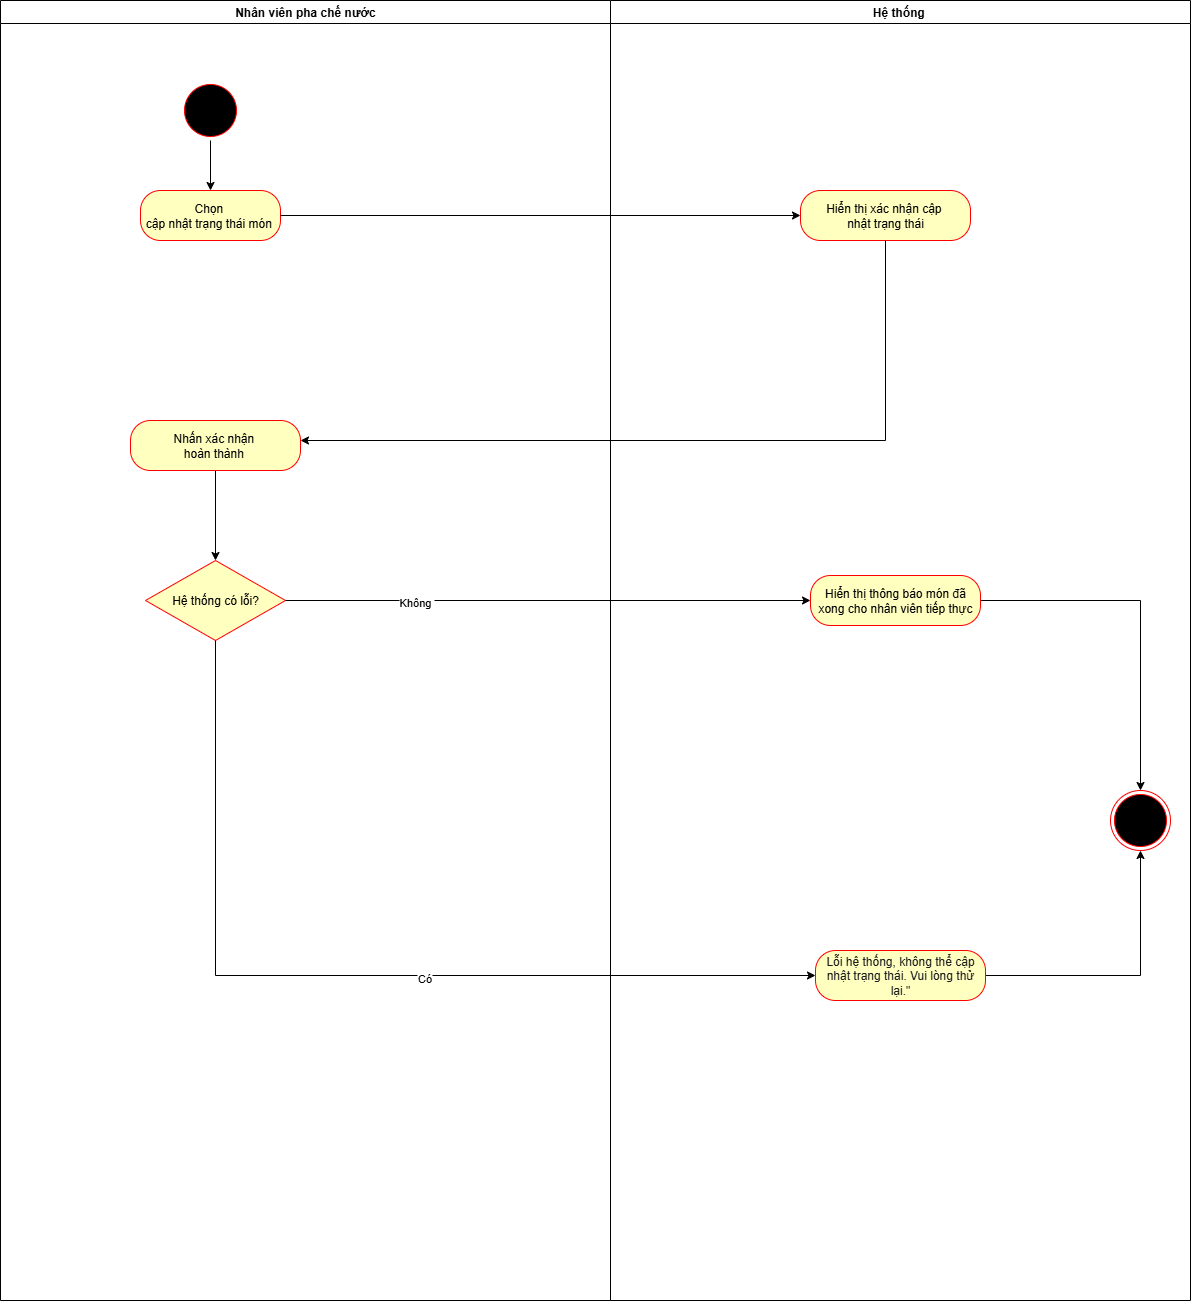 Nhân viên pha chế nước
Hệ thống
Chọn
cập nhật trạng thái món
Hiển thị xác nhận cập
nhật trạng thái
Nhấn xác nhận
hoàn thành
Hệ thống có lỗi?
Không
Hiển thị thông báo món đã
xong cho nhân viên tiếp thực
Có
Lỗi hệ thống, không thể cập
nhật trạng thái. Vui lòng thử
lại."